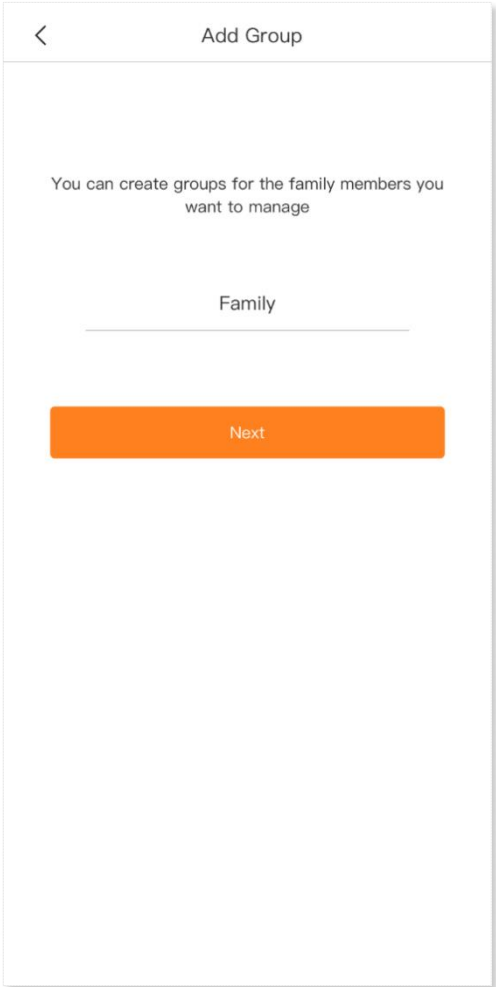 Add Group
You can create groups for the family members you
want to manage
Family
Next